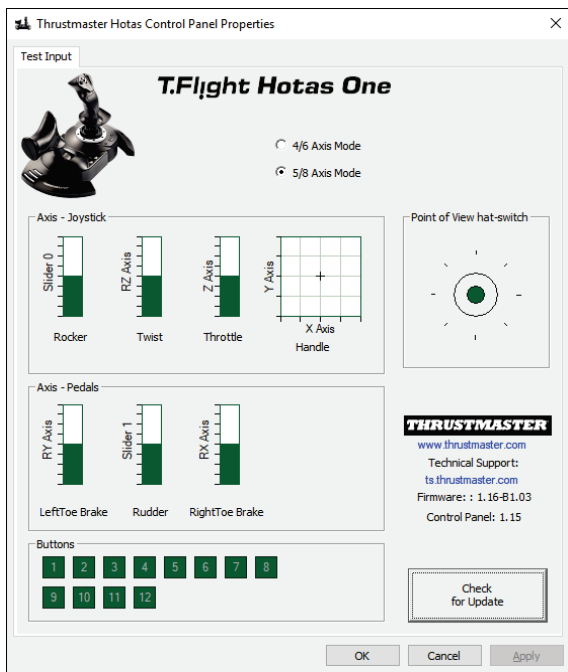 Thrustmaster Hotas Control Panel Properties
Test Input
T.Flight Hotas One
4/6 Axis Mode
5/8 Axis Mode
Axis - Joystick
Slider 0
RZ Axis
Z Axis
Y Axis
X Axis
Rocker
Twist
Throttle
Handle
Point of View hat-switch
Axis - Pedals
RY Axis
Slider 1
RX Axis
LeftToe Brake
Rudder
RightToe Brake
THRUSTMASTER
www.thrustmaster.com
Technical Support:
ts.thrustmaster.com
Firmware: : 1.16-B1.03
Control Panel: 1.15
Buttons
1 2 3 4 5 6 7 8
9 10 11 12
Check
for Update
OK Cancel Apply